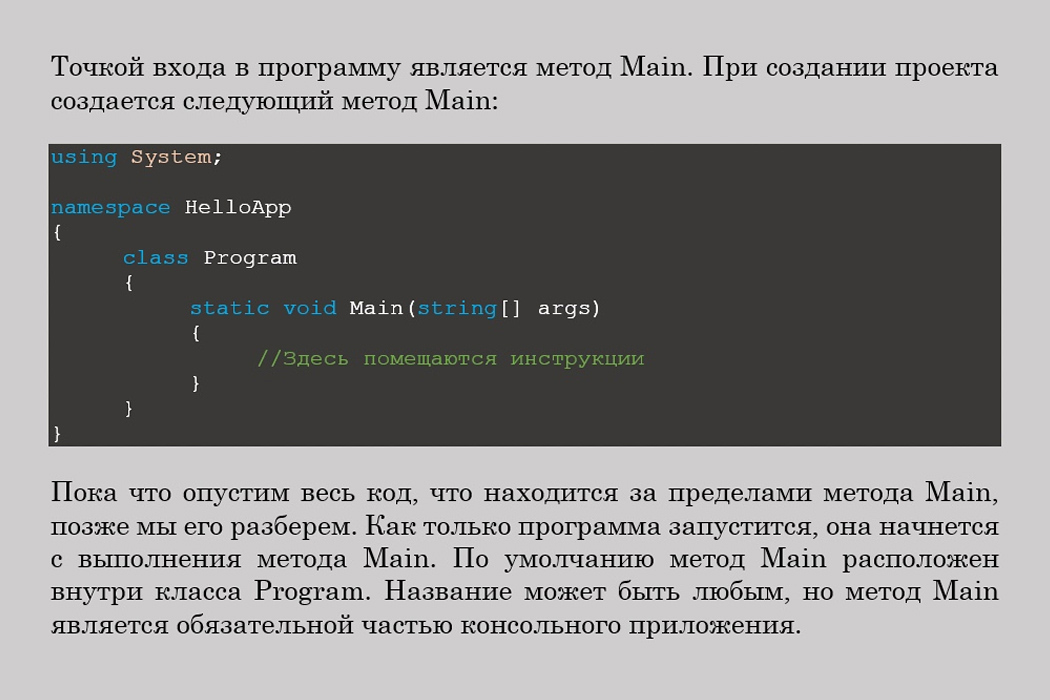 Точкой входа в программу является метод Main. При создании проекта
создается следующий метод Main:
using System;
namespace HelloApp
{
class Program
{
static void Main(string[] args)
{
//Здесь помещаются инструкции
}
}
}
Пока что опустим весь код, что находится за пределами метода Main,
позже мы его разберем. Как только программа запустится, она начнется
с выполнения метода Main. По умолчанию метод Main расположен
внутри класса Program. Название может быть любым, но метод Main
является обязательной частью консольного приложения.